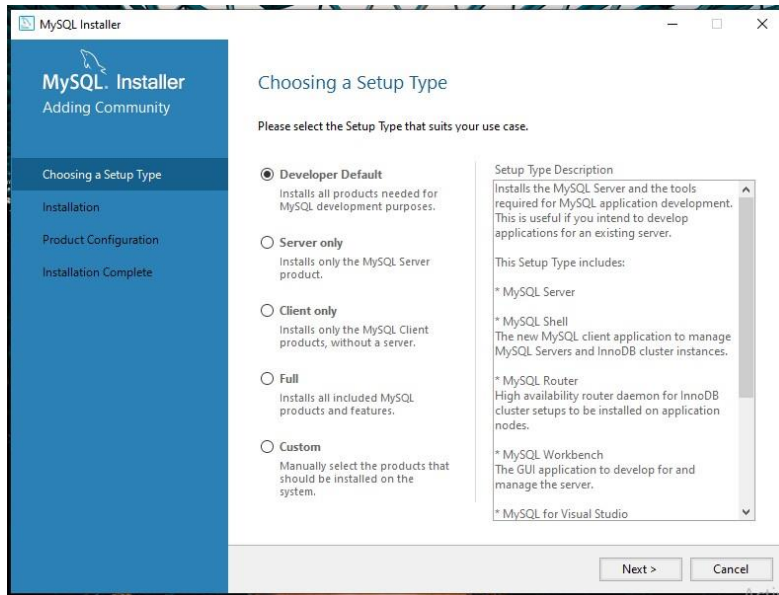 MySQL Installer
MySQL. Installer
Adding Community
Choosing a Setup Type
Installation
Product Configuration
Installation Complete
Choosing a Setup Type
Please select the Setup Type that suits your use case.
Developer Default
Installs all products needed for
MySQL development purposes.
Server only
Installs only the MySQL Server
product.
Client only
Installs only the MySQL Client
products, without a server.
Full
Installs all included MySQL
products and features.
Custom
Manually select the products that
should be installed on the
system.
Setup Type Description
Installs the MySQL Server and the tools
required for MySQL application development.
This is useful if you intend to develop
applications for an existing server.
This Setup Type includes:
* MySQL Server
* MySQL Shell
The new MySQL client application to manage
MySQL Servers and InnoDB cluster instances.
* MySQL Router
High availability router daemon for InnoDB
cluster setups to be installed on application
nodes.
* MySQL Workbench
The GUI application to develop for and
manage the server.
* MySQL for Visual Studio
Next >
Cancel